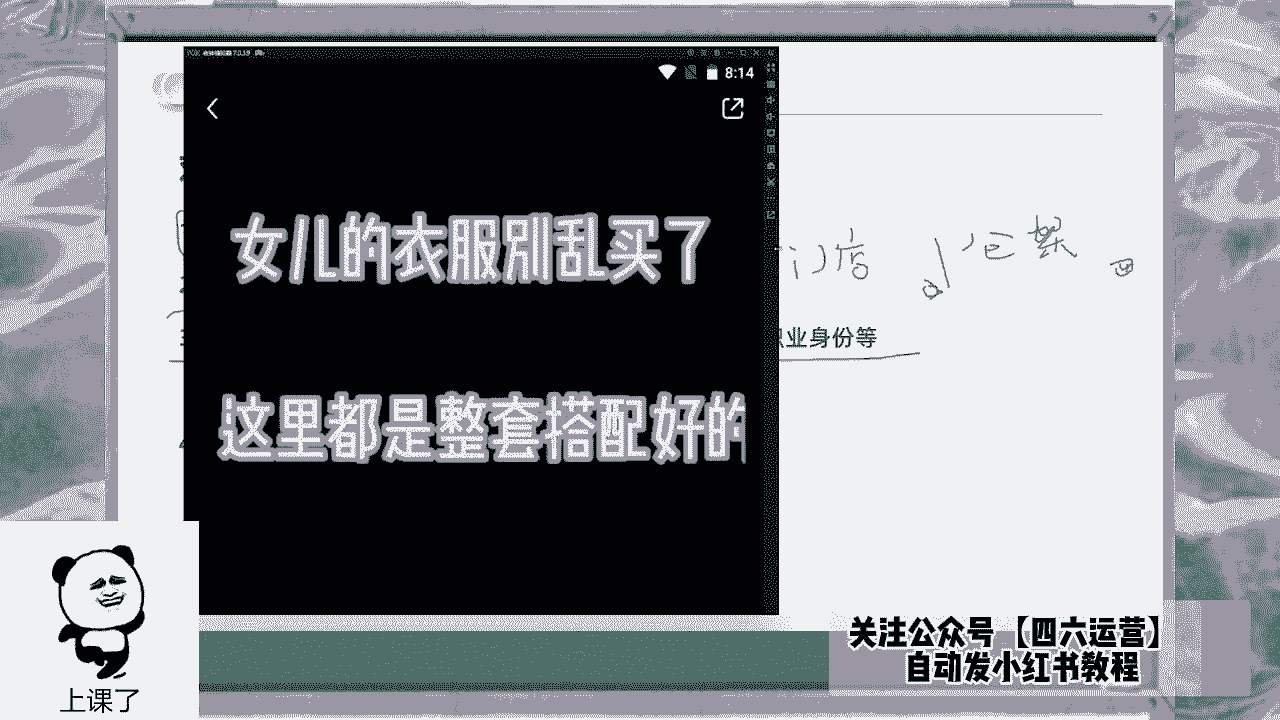 8:14
女儿的衣服别乱买了
门店
业身份等
这里都是整套搭配好的
关注公众号【四六运营】
自动发小红书教程
上课了